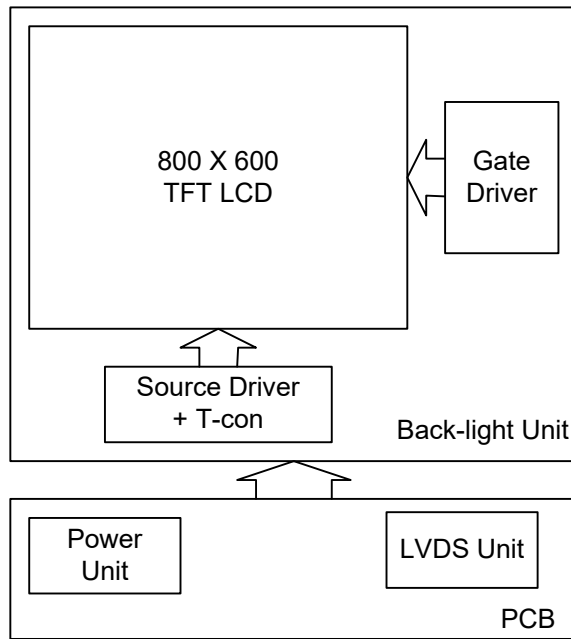 800 X 600
TFT LCD
Gate
Driver
Source Driver
+ T-con
Back-light Unit
Power
Unit
LVDS Unit
PCB